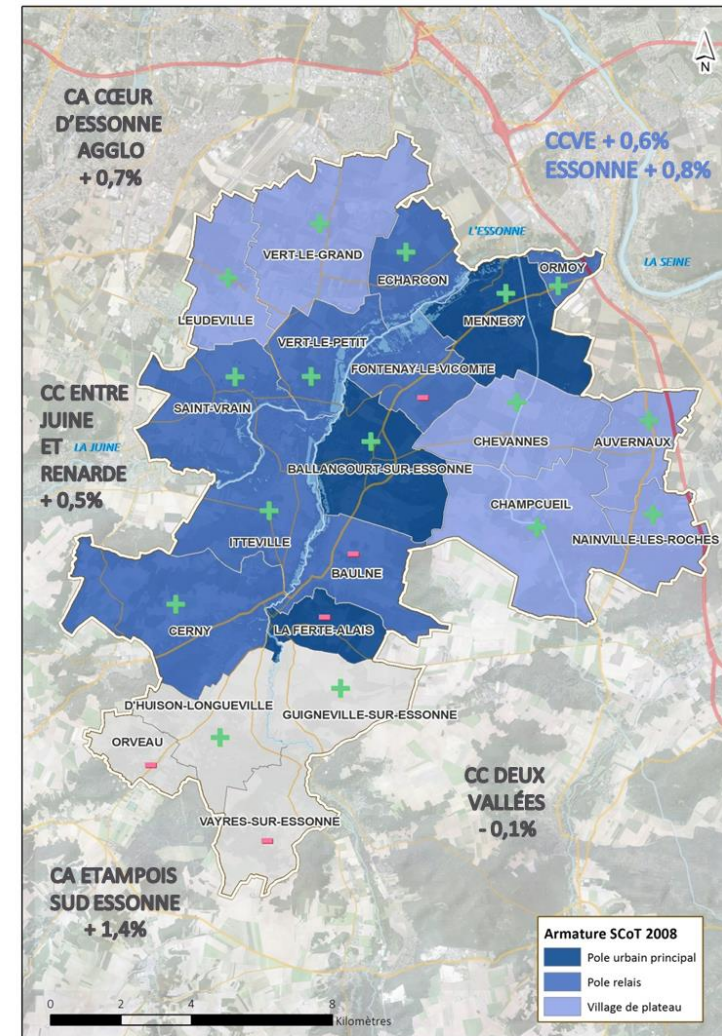 N
CA CŒUR
D'ESSONNE
AGGLO
+ 0,7%
CCVE + 0,6%
ESSONNE + 0,8%
L'ESSONNE
LA SEINE
VERT-LE-GRAND
ECHARCON
ORMOY
LEUDEVILLE
MENNECY
VERT-LE-PETIT
FONTENAY-LE-VICOMTE
SAINT-VRAIN
CC ENTRE
JUINE
ET
RENARDE
+ 0,5%
LA JUINE
CHEVANNES
AUVERNAUX
BALLANCOURT-SUR-ESSONNE
CHAMPCUEIL
NAINVILLE-LES-ROCHES
ITTEVILLE
BAULNE
CERNY
LA FERTE-ALAIS
D'HUISON-LONGUEVILLE
GUIGNEVILLE-SUR-ESSONNE
ORVEAU
VAYRES-SUR-ESSONNE
CC DEUX
VALLÉES
- 0,1%
CA ETAMPOIS
SUD ESSONNE
+ 1,4%
Armature SCoT 2008
Pole urbain principal
Pole relais
Village de plateau
0 2 4 8
Kilomètres